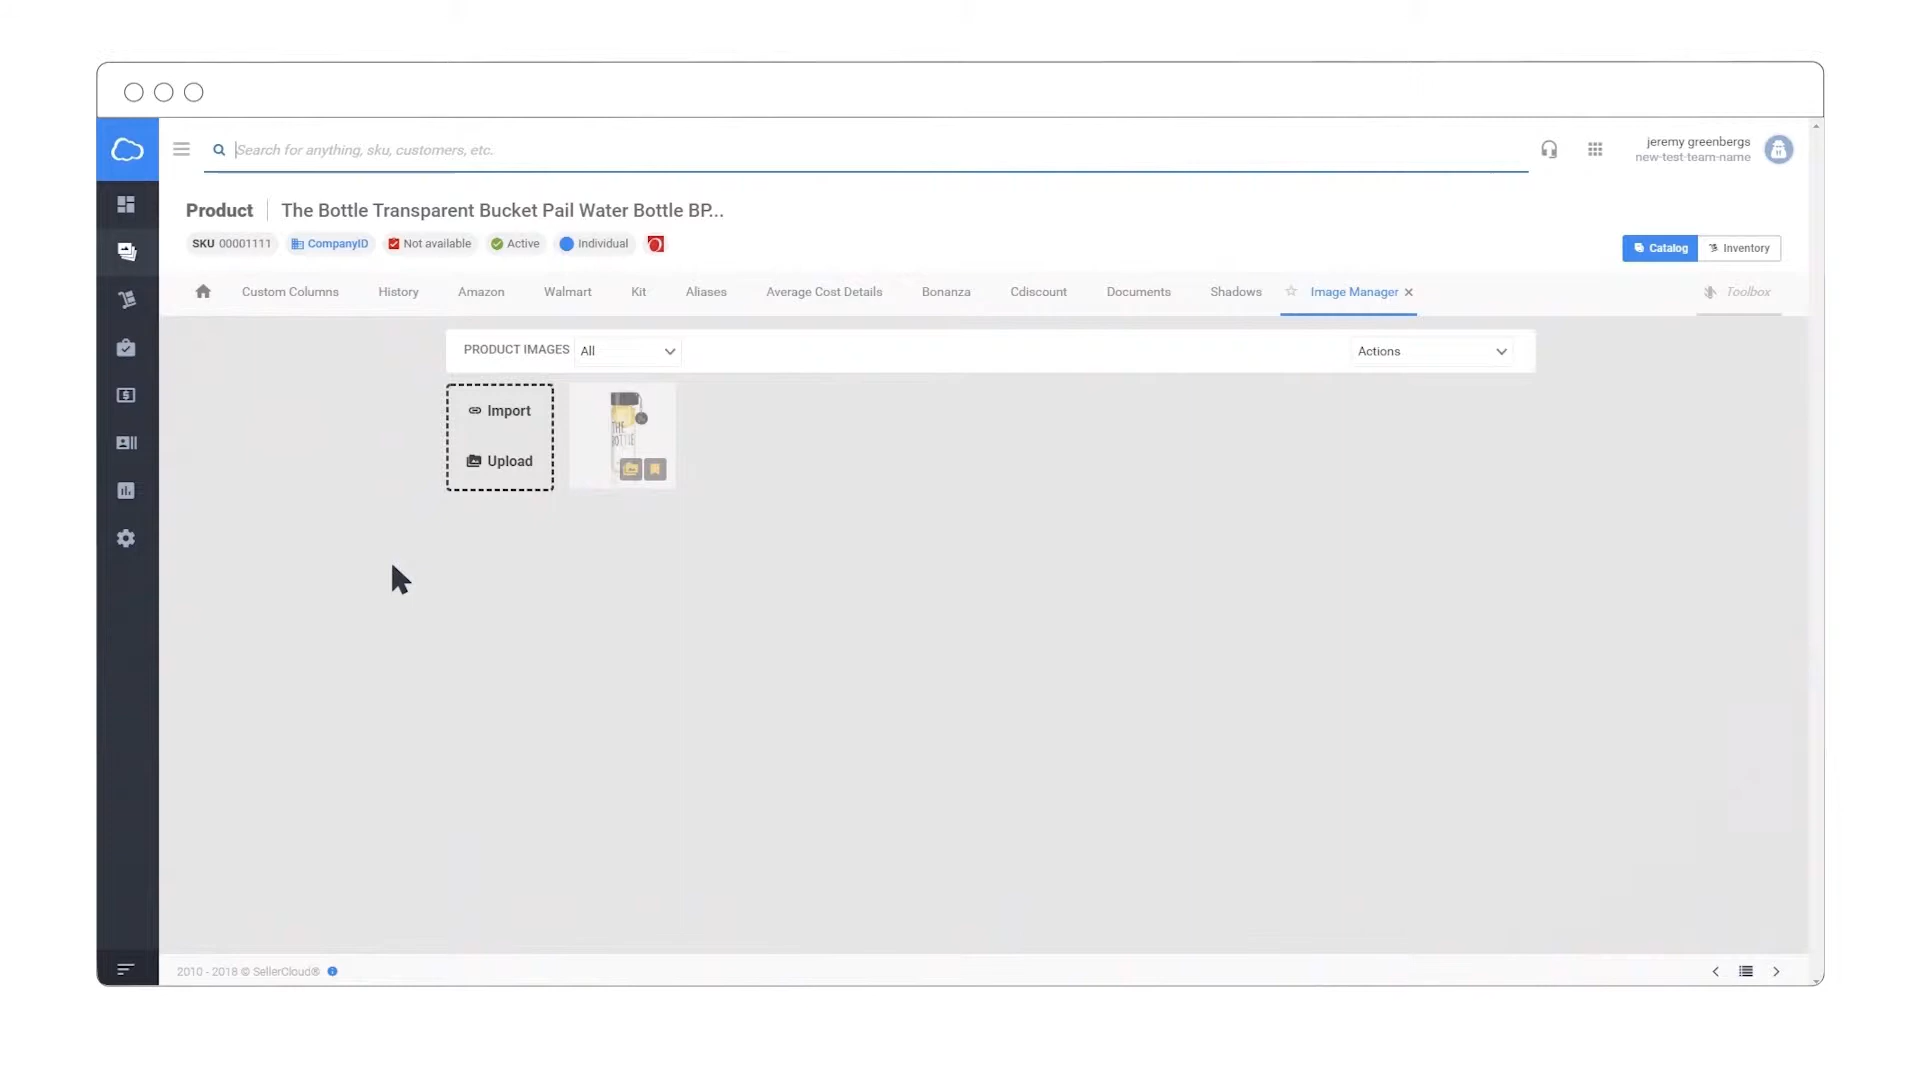 Search for anything, sku, customers, etc.
jeremy greenbergs
new-test-team-name
Product The Bottle Transparent Bucket Pail Water Bottle BP...
SKU 00001111 CompanyID Not available Active Individual
Catalog Inventory
Custom Columns History Amazon Walmart Kit Aliases Average Cost Details Bonanza Cdiscount Documents Shadows Image Manager Toolbox
PRODUCT IMAGES All Actions
Import
Upload
THE
BOTTLE
2010 - 2018 © SellerCloud®